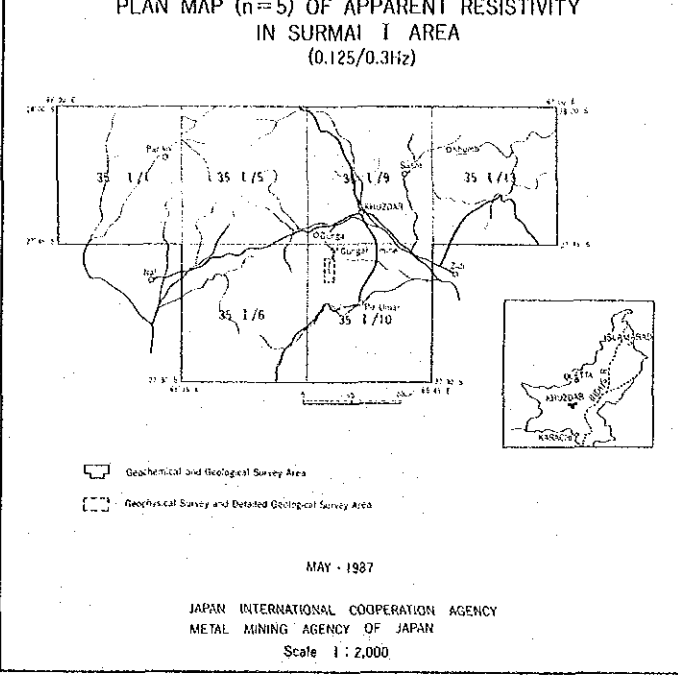 PLAN MAP (n=5) OF APPARENT RESISTIVITY
IN SURMAI I AREA
(0.125/0.3Hz)
35 I/1
35 I/5
35 I/9
35 I/13
Sasol
KHUZDAR
Gunga
Gunga mine
Nal
Zidi
35 I/6
35 I/10
ISLAMABAD
QUETTA
KHUZDAR
KARACHI
Geochemical and Geological Survey Area
Geophysical Survey and Detailed Geological Survey Area
MAY · 1987
JAPAN INTERNATIONAL COOPERATION AGENCY
METAL MINING AGENCY OF JAPAN
Scale 1 : 2,000